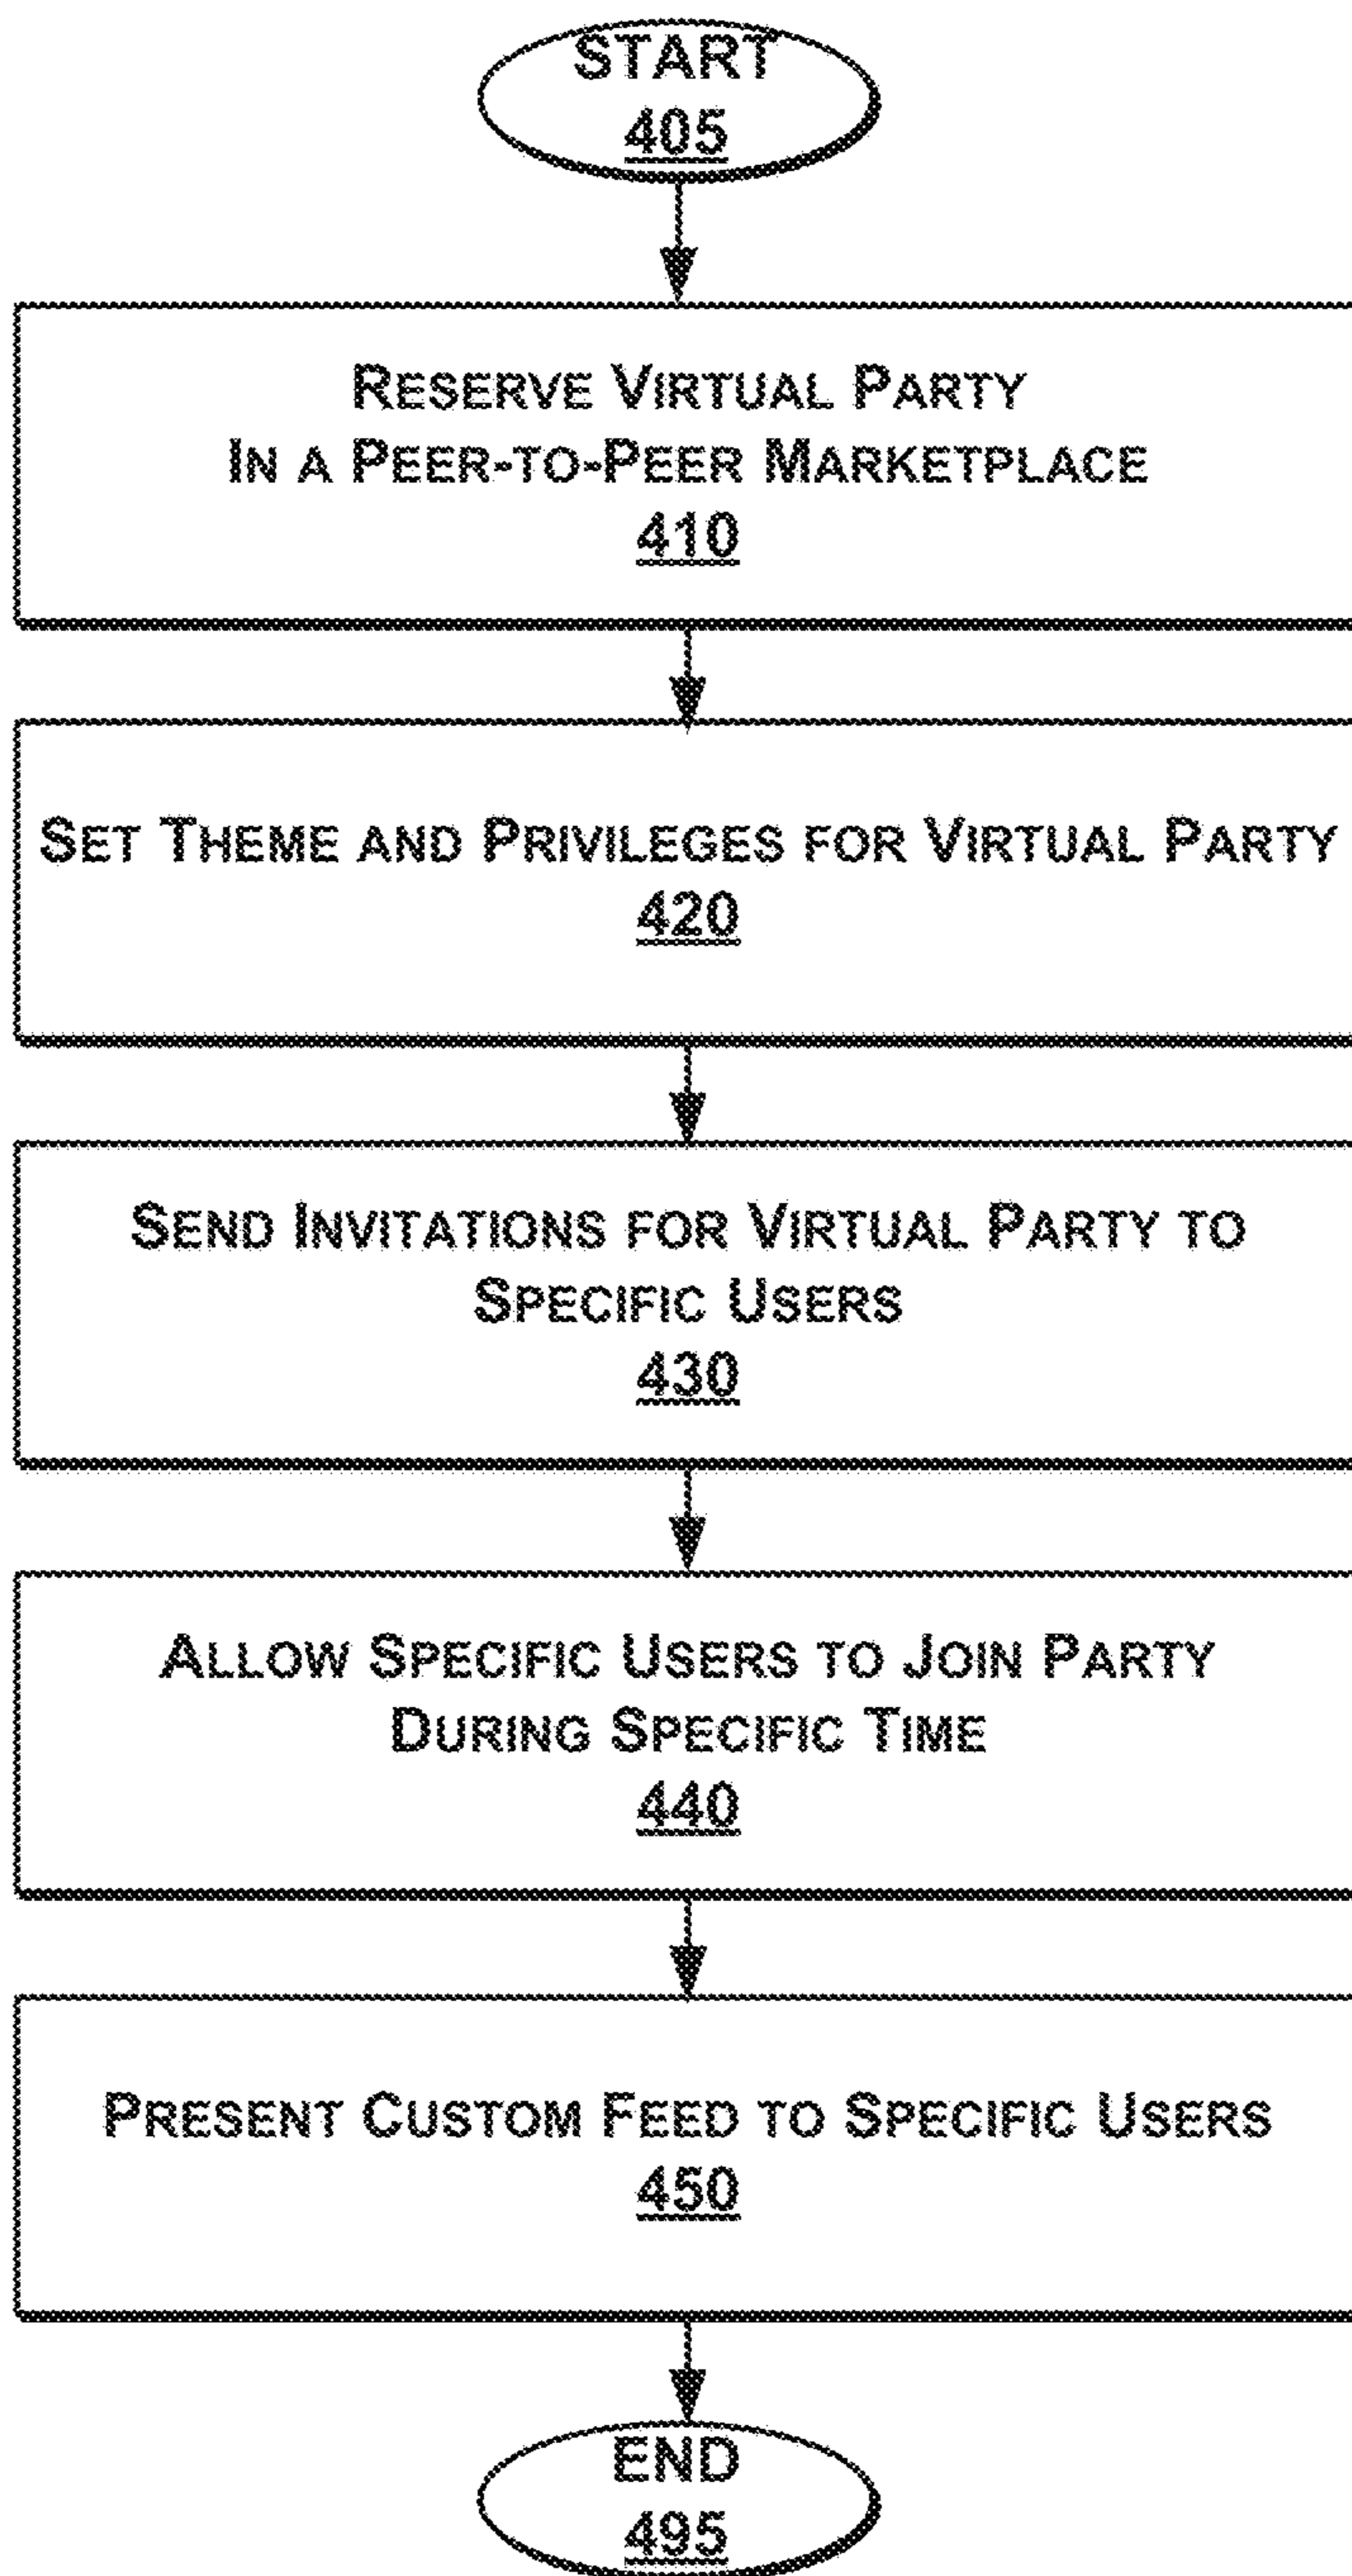 START
405
RESERVE VIRTUAL PARTY
IN A PEER-TO-PEER MARKETPLACE
410
SET THEME AND PRIVILEGES FOR VIRTUAL PARTY
420
SEND INVITATIONS FOR VIRTUAL PARTY TO
SPECIFIC USERS
430
ALLOW SPECIFIC USERS TO JOIN PARTY
DURING SPECIFIC TIME
440
PRESENT CUSTOM FEED TO SPECIFIC USERS
450
END
495